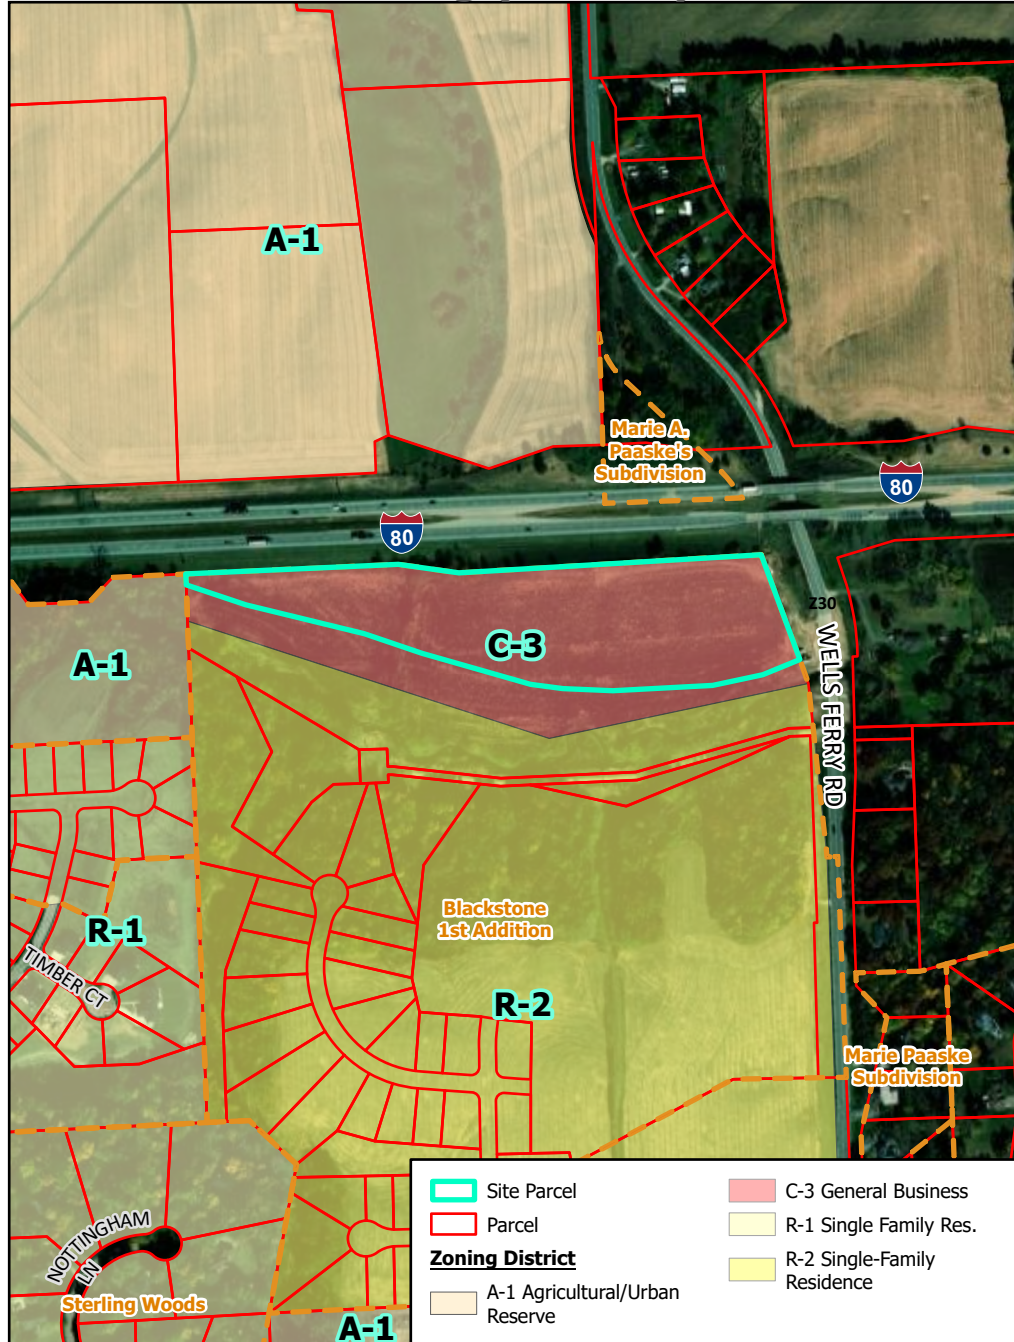 A-1
Marie A.
Paaske's
Subdivision
80
80
Z30
C-3
A-1
WELLS FERRY RD
Blackstone
1st Addition
R-1
TIMBER CT
R-2
Marie Paaske
Subdivision
NOTTINGHAM
LN
Sterling Woods
A-1
Site Parcel
Parcel
Zoning District
A-1 Agricultural/Urban
Reserve
C-3 General Business
R-1 Single Family Res.
R-2 Single-Family
Residence